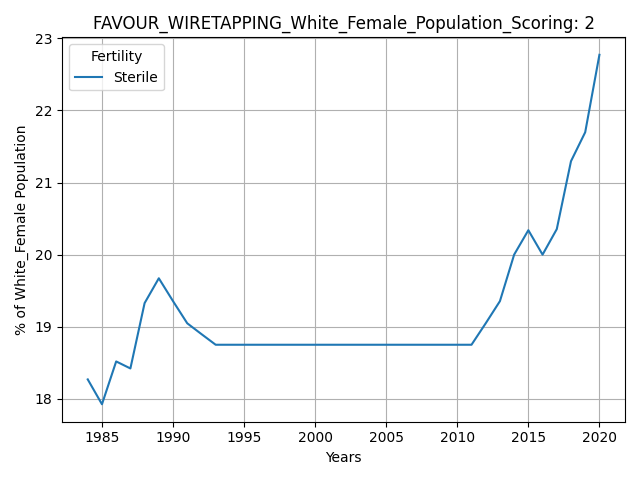 FAVOUR_WIRETAPPING_White_Female_Population_Scoring: 2
23
22
21
20
19
18
% of White_Female Population
Fertility
Sterile
1985 1990 1995 2000 2005 2010 2015 2020
Years